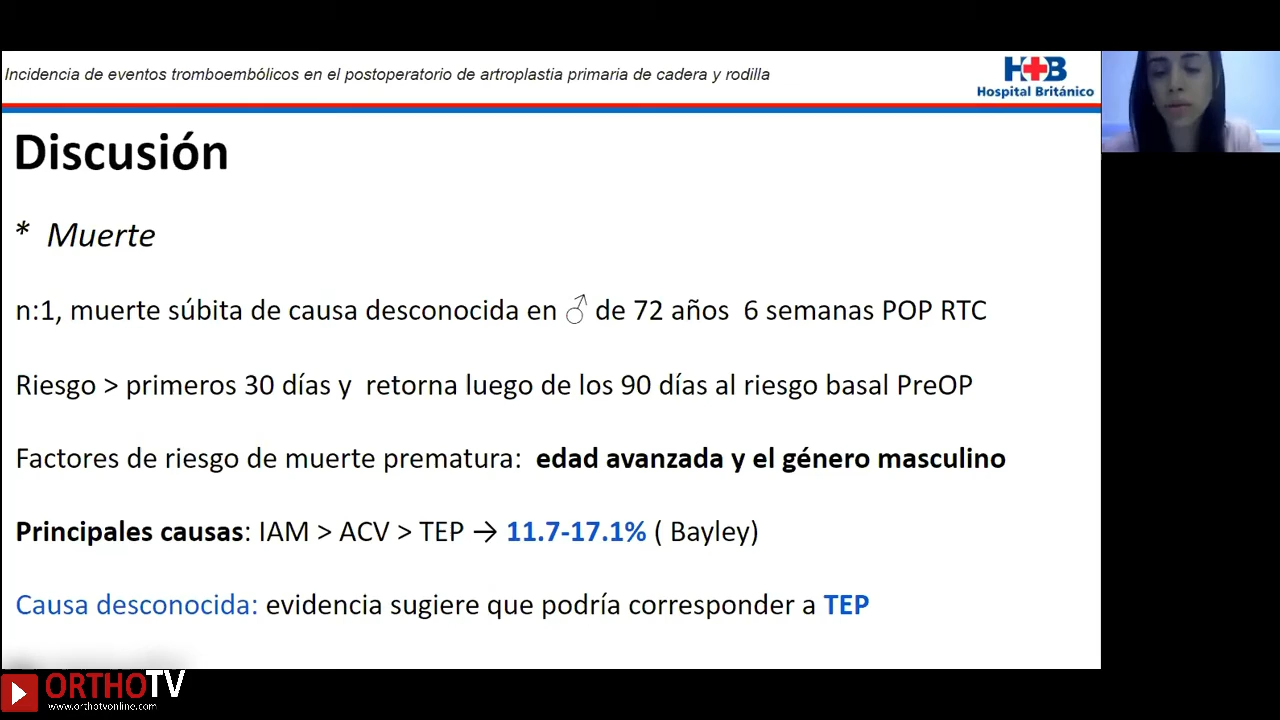 Incidencia de eventos tromboembólicos en el postoperatorio de artroplastia primaria de cadera y rodilla
H+B
Hospital Británico
Discusión
* Muerte
n:1, muerte súbita de causa desconocida en ♂ de 72 años 6 semanas POP RTC
Riesgo > primeros 30 días y retorna luego de los 90 días al riesgo basal PreOP
Factores de riesgo de muerte prematura: edad avanzada y el género masculino
Principales causas: IAM > ACV > TEP → 11.7-17.1% ( Bayley)
Causa desconocida: evidencia sugiere que podría corresponder a TEP
ORTHOTV
www.orthotvonline.com